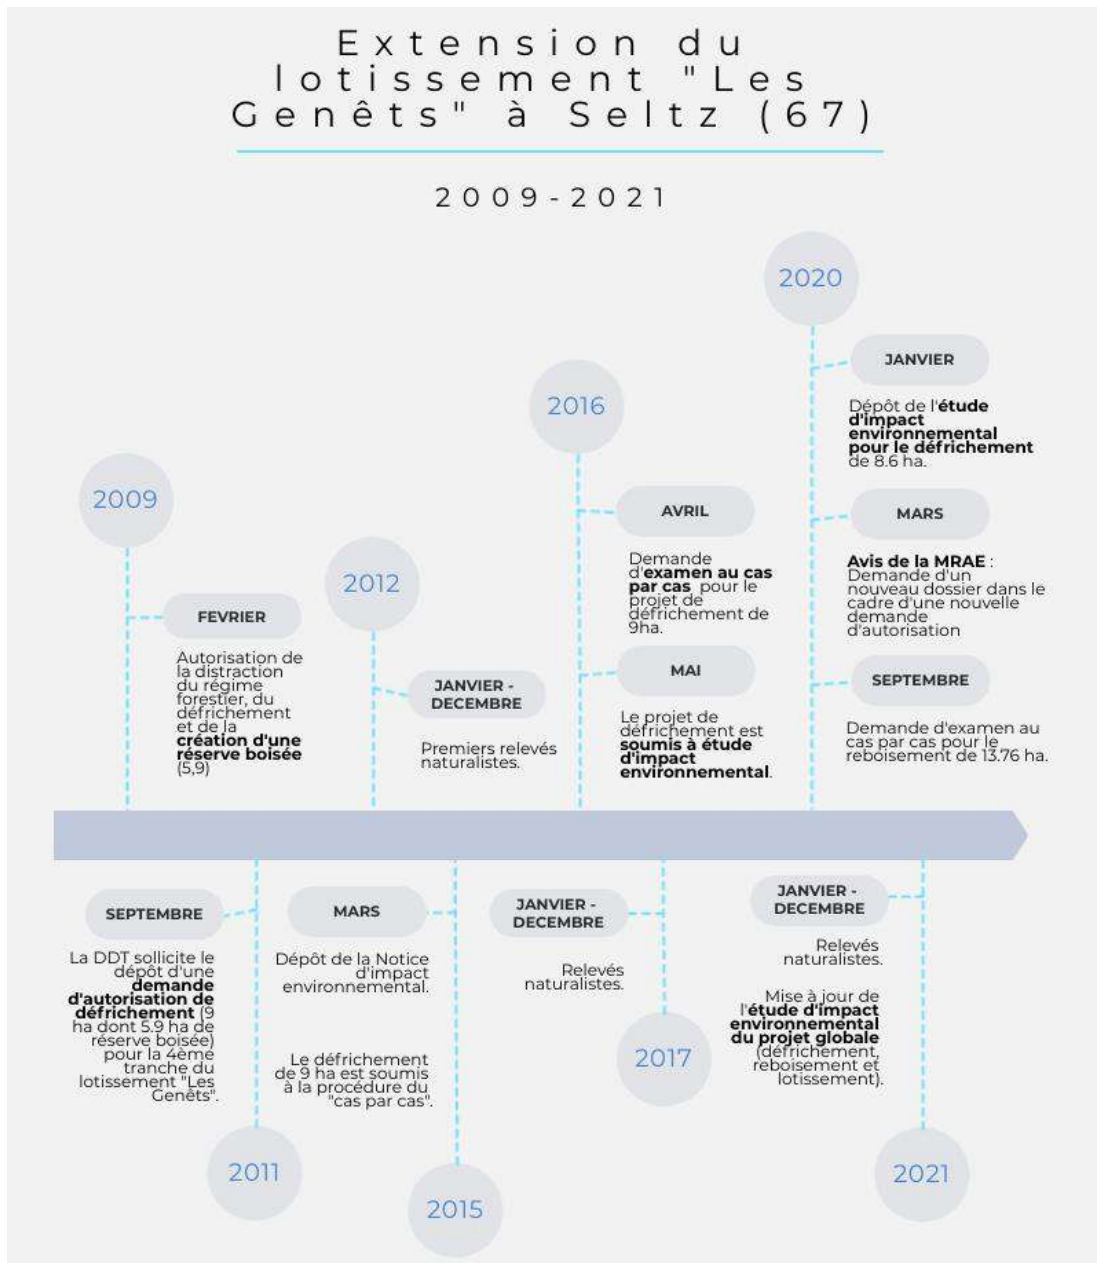 Extension du
lotissement "Les
Genêts" à Seltz (67)
2009-2021
2009
FEVRIER
Autorisation de
la distraction
du régime
forestier, du
défrichement
et de la
création d'une
réserve boisée
(5,9)
2012
JANVIER -
DECEMBRE
Premiers relevés
naturalistes.
2016
AVRIL
Demande
d'examen au cas
par cas pour le
projet de
défrichement de
9ha.
MAI
Le projet de
défrichement est
soumis à étude
d'impact
environnemental.
2020
JANVIER
Dépôt de l'étude
d'impact
environnemental
pour le défrichement
de 8.6 ha.
MARS
Avis de la MRAE :
Demande d'un
nouveau dossier dans le
cadre d'une nouvelle
demande
d'autorisation
SEPTEMBRE
Demande d'examen au
cas par cas pour le
reboisement de 13.76 ha.
SEPTEMBRE
La DDT sollicite le
dépôt d'une
demande
d'autorisation de
défrichement (9
ha dont 5.9 ha de
réserve boisée)
pour la 4ème
tranche du
lotissement "Les
Genêts".
2011
MARS
Dépôt de la Notice
d'impact
environnemental.
Le défrichement
de 9 ha est soumis
à la procédure du
"cas par cas".
2015
JANVIER -
DECEMBRE
Relevés
naturalistes.
2017
JANVIER -
DECEMBRE
Relevés
naturalistes.
Mise à jour de
l'étude d'impact
environnemental
du projet globale
(défrichement,
reboisement et
lotissement).
2021